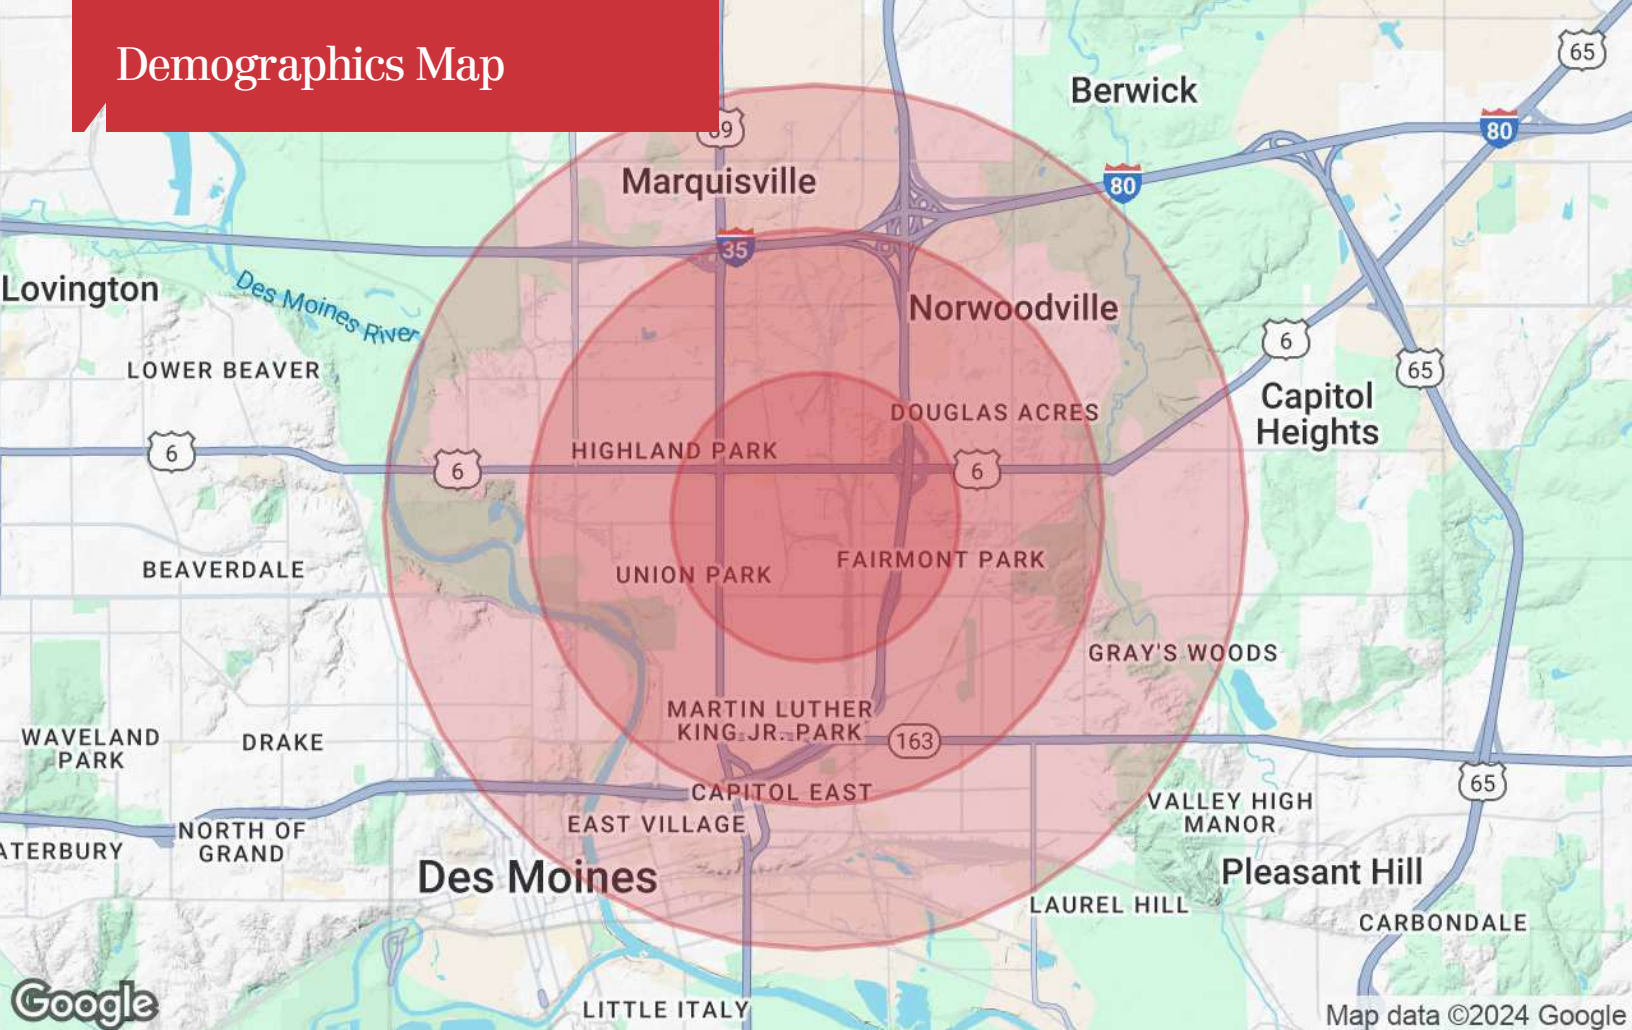 Demographics Map
65
Berwick
80
89
Marquisville
80
35
Lovington
Des Moines River
Norwoodville
6
LOWER BEAVER
65
Capitol
Heights
DOUGLAS ACRES
HIGHLAND PARK
6
6
6
FAIRMONT PARK
BEAVERDALE
UNION PARK
GRAY'S WOODS
MARTIN LUTHER
KING JR. PARK
WAVELAND
PARK
DRAKE
163
65
CAPITOL EAST
VALLEY HIGH
MANOR
EAST VILLAGE
NORTH OF
GRAND
ATERBURY
Des Moines
Pleasant Hill
LAUREL HILL
CARBONDALE
Google
LITTLE ITALY
Map data ©2024 Google